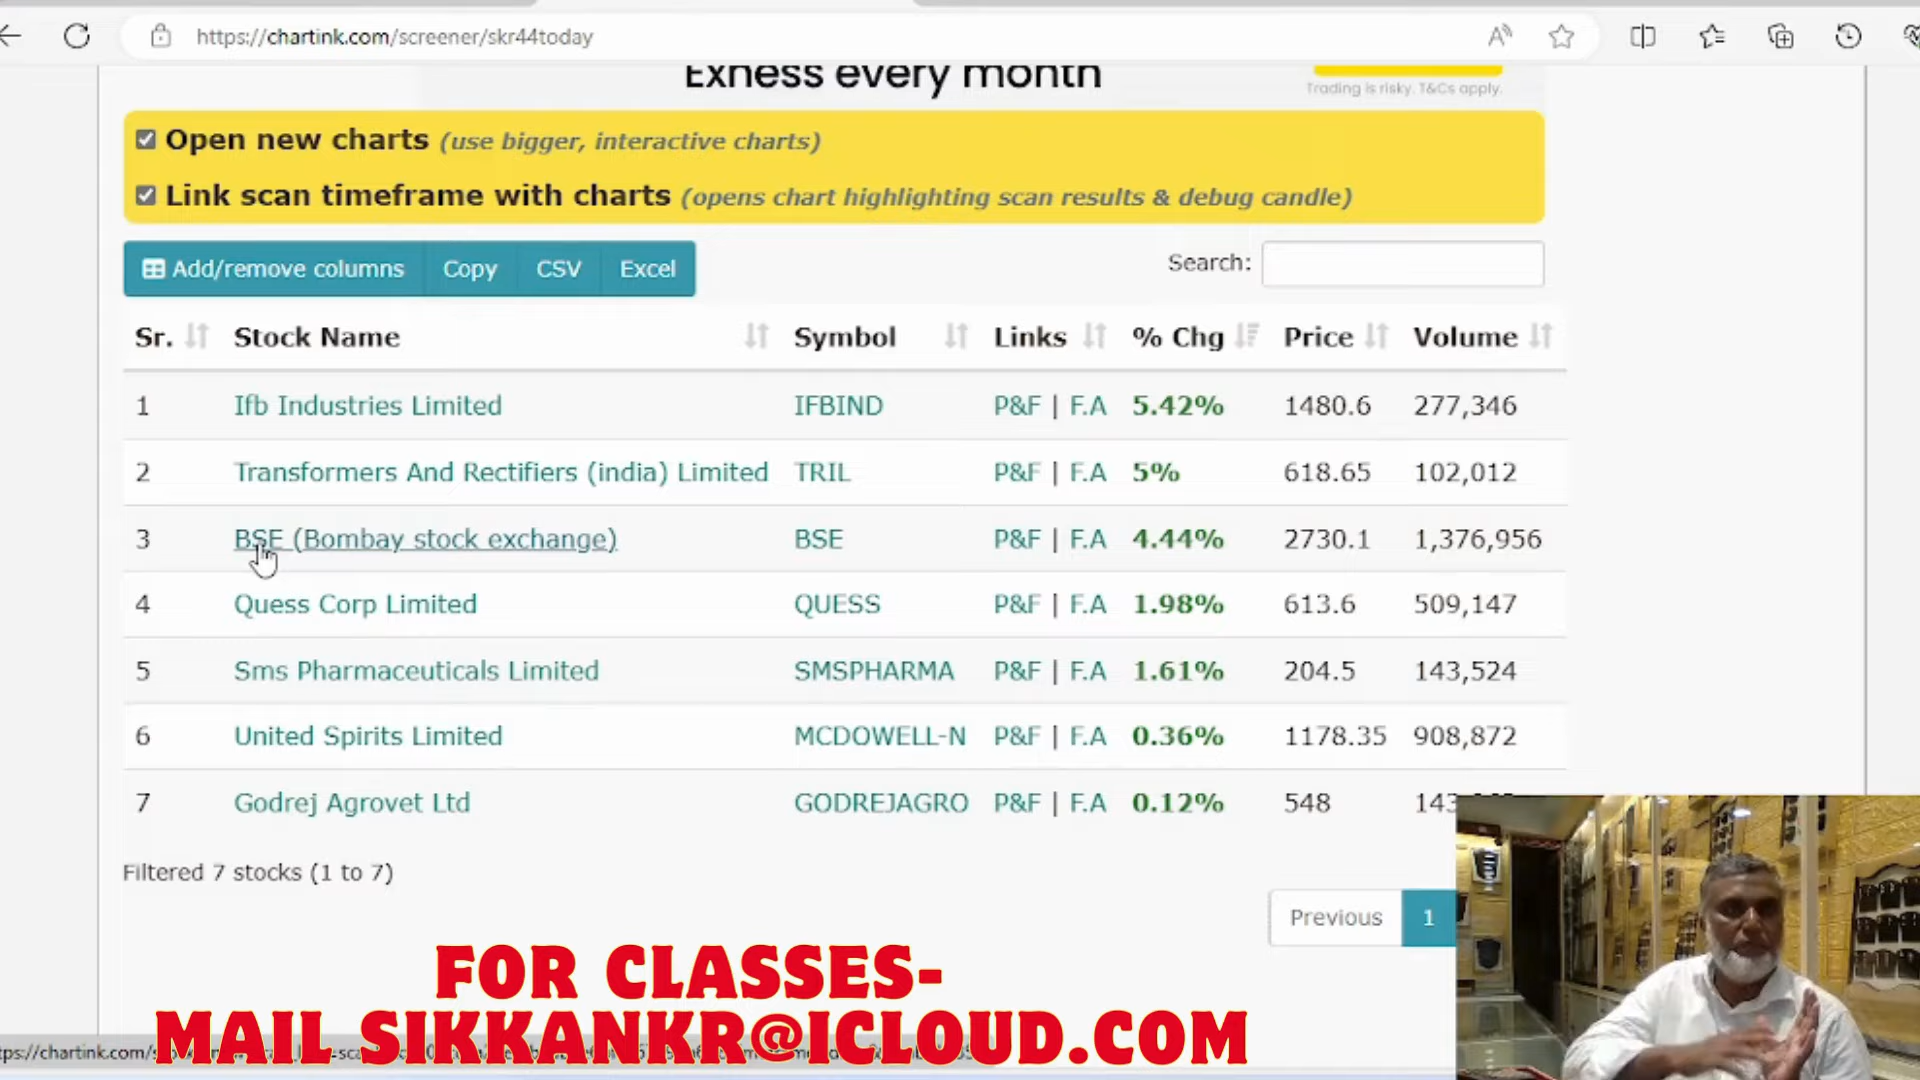 https://chartink.com/screener/skr44today
Exness every month
Trading is risky. T&Cs apply.
Open new charts (use bigger, interactive charts)
Link scan timeframe with charts (opens chart highlighting scan results & debug candle)
Add/remove columns Copy CSV Excel Search:
Sr. Stock Name Symbol Links % Chg Price Volume
1 Ifb Industries Limited IFBIND P&F | F.A 5.42% 1480.6 277,346
2 Transformers And Rectifiers (india) Limited TRIL P&F | F.A 5% 618.65 102,012
3 BSE (Bombay stock exchange) BSE P&F | F.A 4.44% 2730.1 1,376,956
4 Quess Corp Limited QUESS P&F | F.A 1.98% 613.6 509,147
5 Sms Pharmaceuticals Limited SMSPHARMA P&F | F.A 1.61% 204.5 143,524
6 United Spirits Limited MCDOWELL-N P&F | F.A 0.36% 1178.35 908,872
7 Godrej Agrovet Ltd GODREJAGRO P&F | F.A 0.12% 548
Filtered 7 stocks (1 to 7)
Previous 1
FOR CLASSES-
MAIL SIKKANKR@ICLOUD.COM